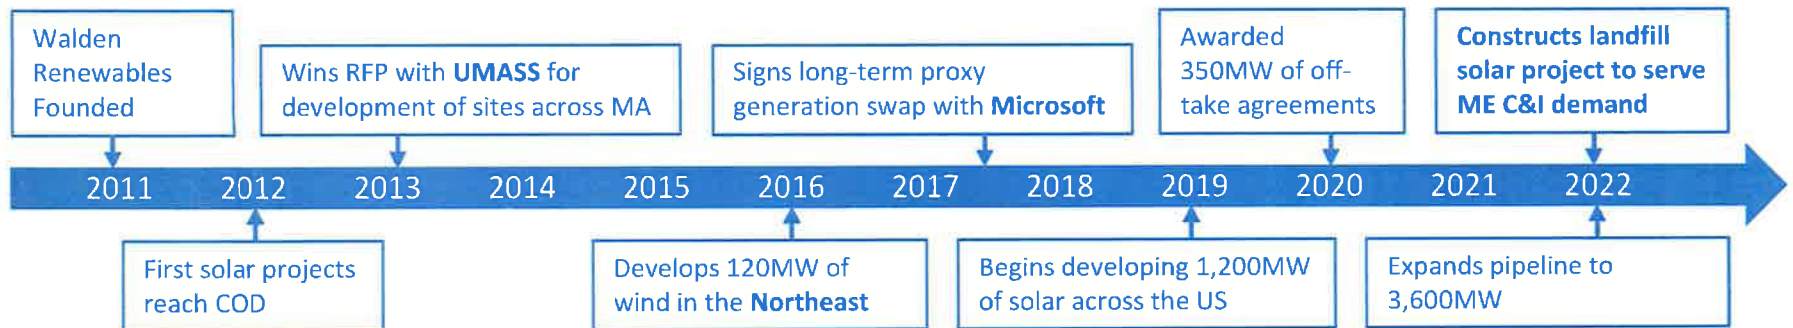 Walden
Renewables
Founded
Wins RFP with UMASS for
development of sites across MA
Signs long-term proxy
generation swap with Microsoft
Awarded
350MW of off-
take agreements
Constructs landfill
solar project to serve
ME C&I demand
2011 2012 2013 2014 2015 2016 2017 2018 2019 2020 2021 2022
First solar projects
reach COD
Develops 120MW of
wind in the Northeast
Begins developing 1,200MW
of solar across the US
Expands pipeline to
3,600MW